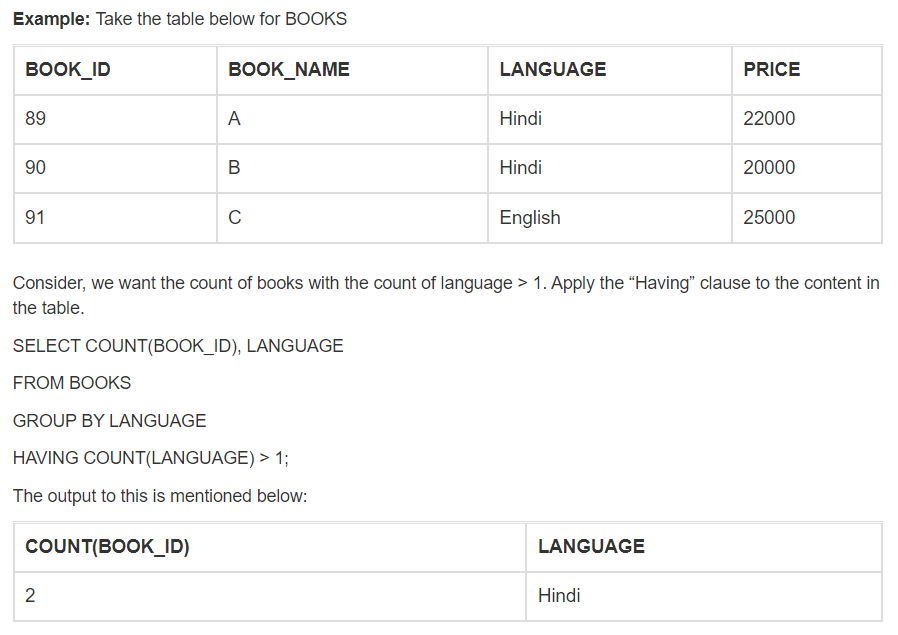 Example: Take the table below for BOOKS
BOOK_ID BOOK_NAME LANGUAGE PRICE
89 A Hindi 22000
90 B Hindi 20000
91 C English 25000
Consider, we want the count of books with the count of language > 1. Apply the “Having” clause to the content in
the table.
SELECT COUNT(BOOK_ID), LANGUAGE
FROM BOOKS
GROUP BY LANGUAGE
HAVING COUNT(LANGUAGE) > 1;
The output to this is mentioned below:
COUNT(BOOK_ID) LANGUAGE
2 Hindi